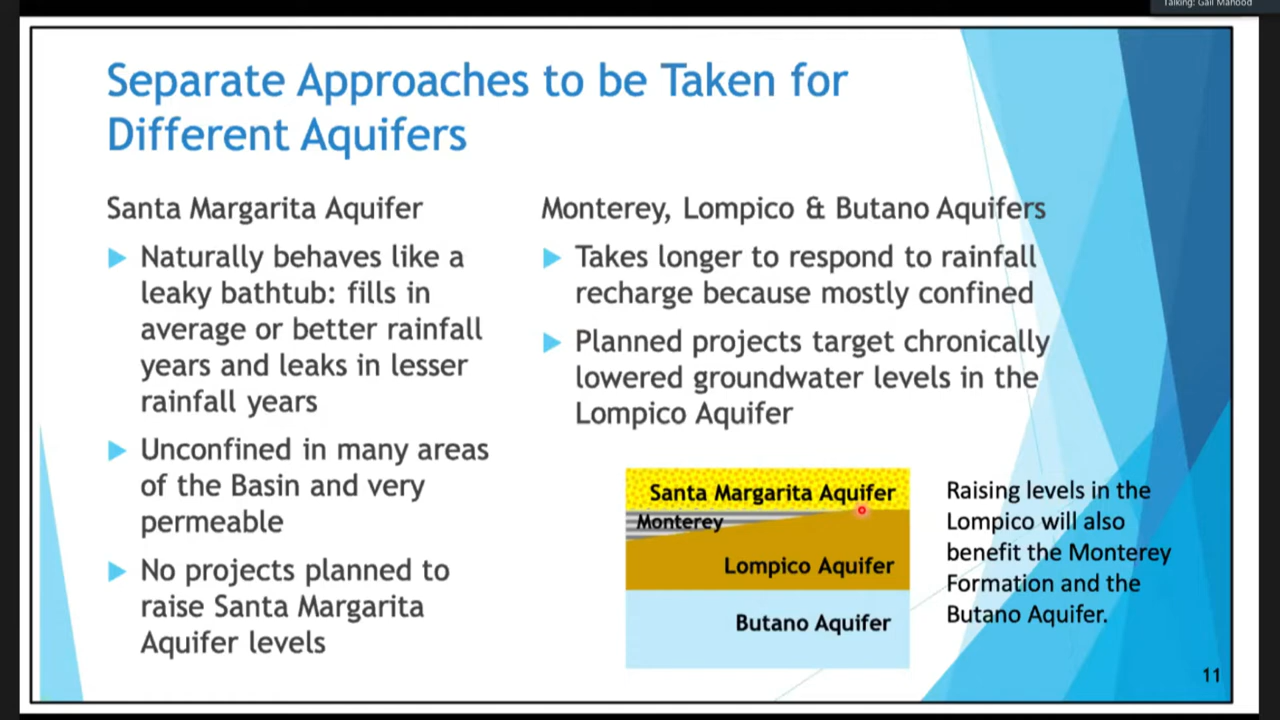 Talking: Gail Mahood
Separate Approaches to be Taken for
Different Aquifers
Santa Margarita Aquifer
Naturally behaves like a
leaky bathtub: fills in
average or better rainfall
years and leaks in lesser
rainfall years
Unconfined in many areas
of the Basin and very
permeable
No projects planned to
raise Santa Margarita
Aquifer levels
Monterey, Lompico & Butano Aquifers
Takes longer to respond to rainfall
recharge because mostly confined
Planned projects target chronically
lowered groundwater levels in the
Lompico Aquifer
Santa Margarita Aquifer
Monterey
Lompico Aquifer
Butano Aquifer
Raising levels in the
Lompico will also
benefit the Monterey
Formation and the
Butano Aquifer.
11